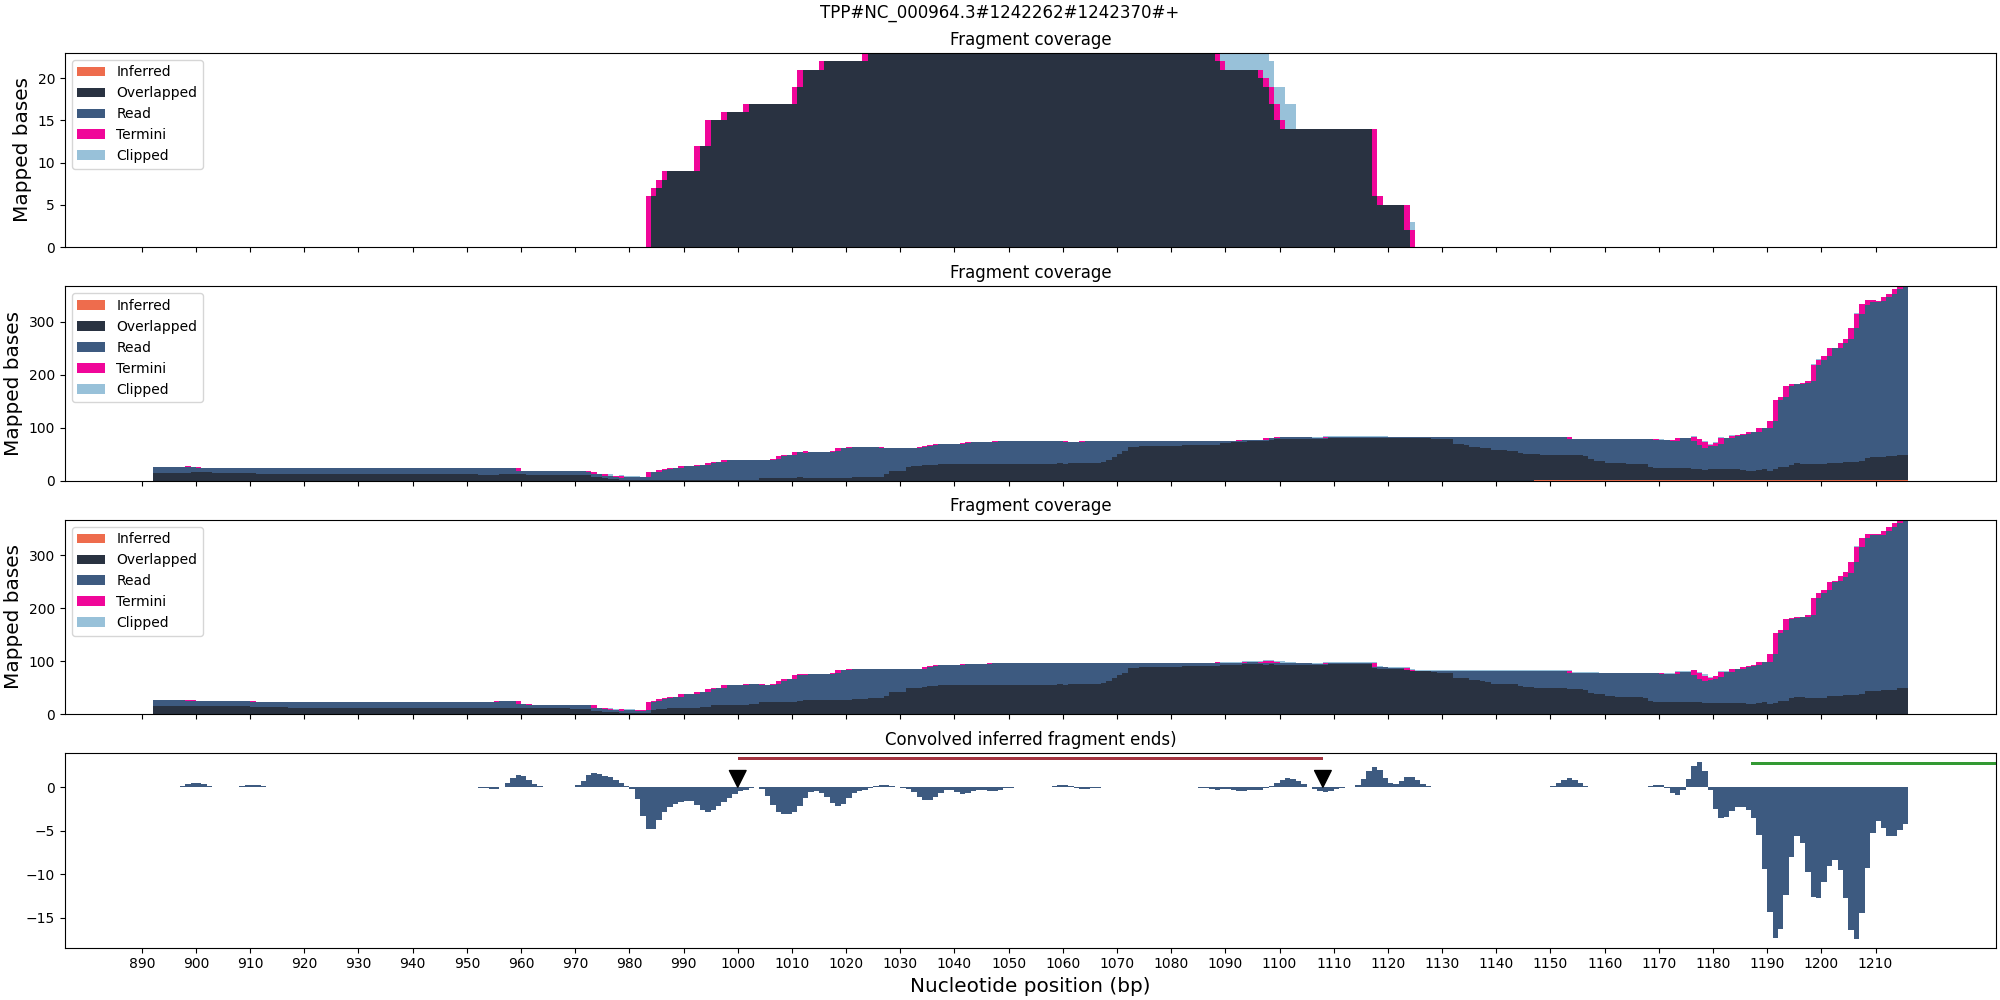 TPP#NC_000964.3#1242262#1242370#+
Fragment coverage
Mapped bases
20
15
10
5
0
Inferred
Overlapped
Read
Termini
Clipped
Fragment coverage
Mapped bases
300
200
100
0
Inferred
Overlapped
Read
Termini
Clipped
Fragment coverage
Mapped bases
300
200
100
0
Inferred
Overlapped
Read
Termini
Clipped
Convolved inferred fragment ends)
0
−5
−10
−15
890 900 910 920 930 940 950 960 970 980 990 1000 1010 1020 1030 1040 1050 1060 1070 1080 1090 1100 1110 1120 1130 1140 1150 1160 1170 1180 1190 1200 1210
Nucleotide position (bp)